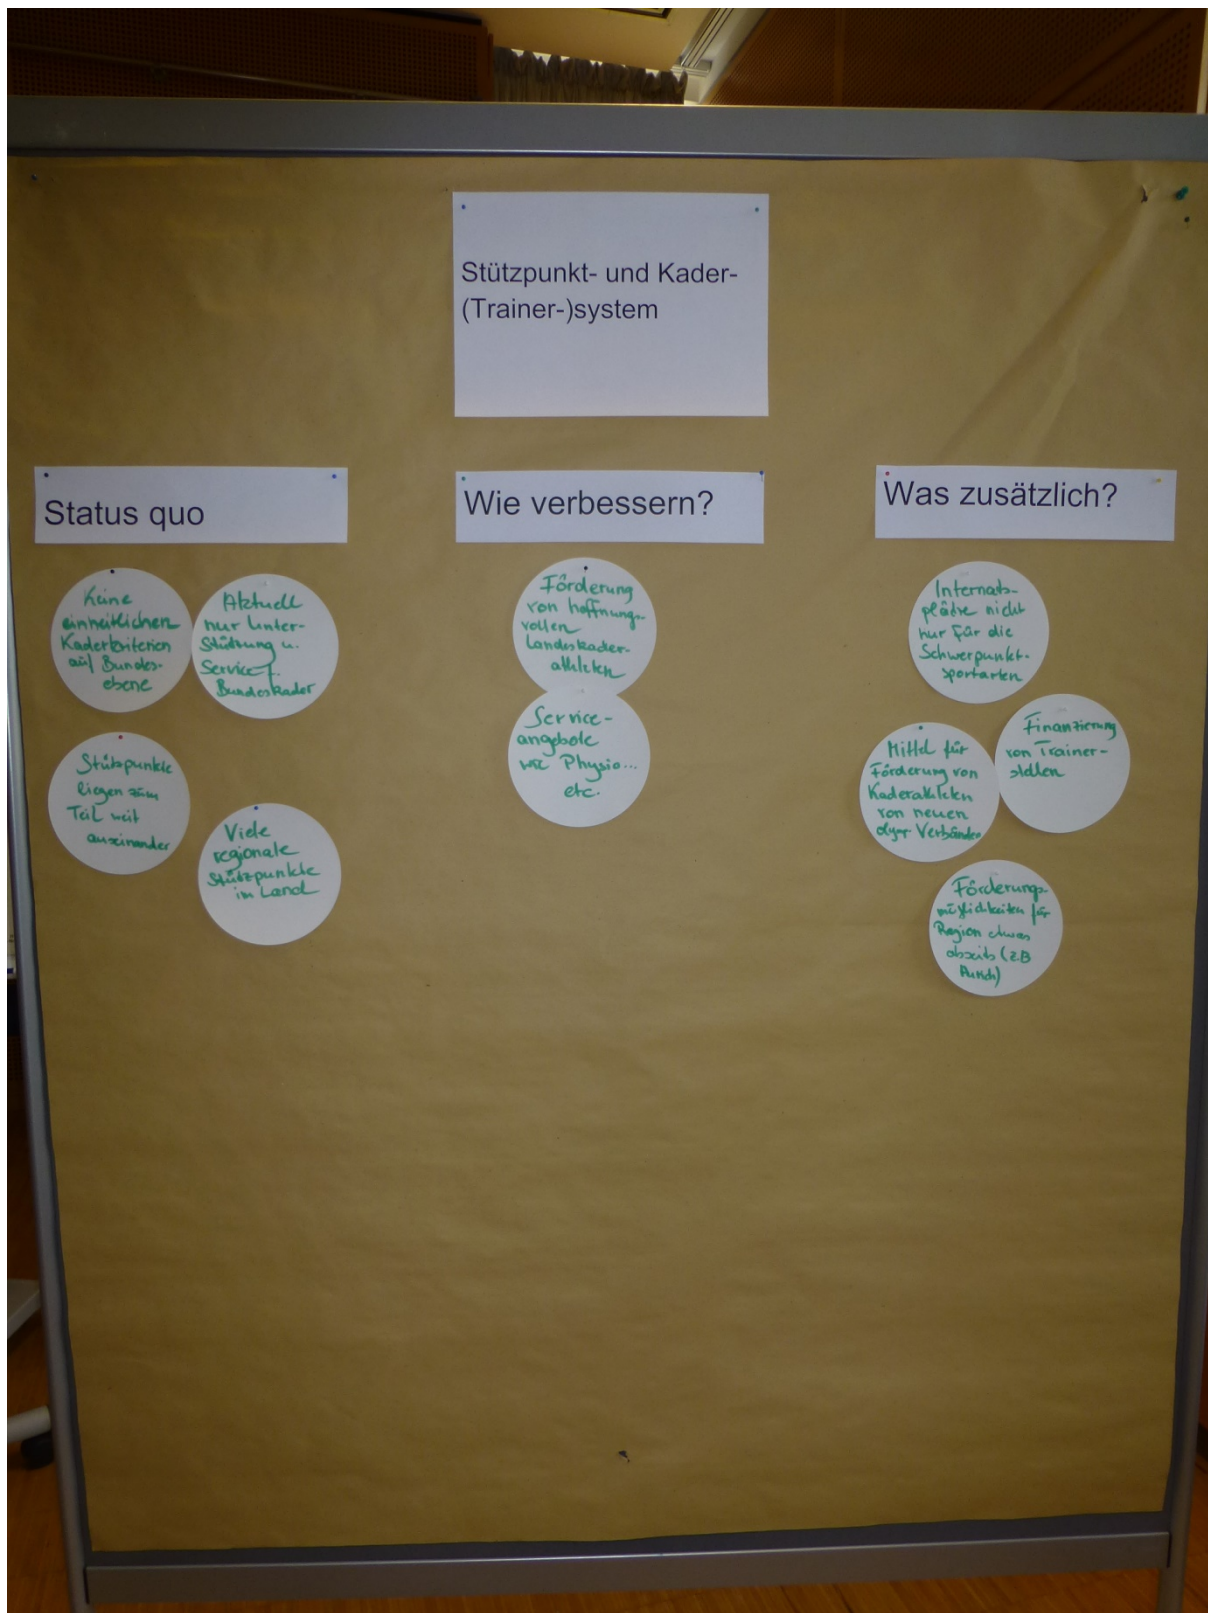 Stützpunkt- und Kader-
(Trainer-)system
Status quo
Keine
einheitlichen
Kaderkriterien
auf Bundes-
ebene
Aktuell
nur Unter-
stützung u.
Service f.
Bundeskader
Stützpunkte
liegen zum
Teil weit
auseinander
Viele
regionale
Stützpunkte
im Land
Wie verbessern?
Förderung
von hoffnungs-
vollen
Landeskader-
athleten
Service-
angebote
wie Physio...
etc.
Was zusätzlich?
Internats-
plätze nicht
nur für die
Schwerpunkt-
sportarten
Finanzierung
von Trainer-
stellen
Mittel für
Förderung von
Kaderathleten
von neuen
olymp. Verbänden
Förderungs-
möglichkeiten für
Region etwas
abseits (z.B
Aurich)